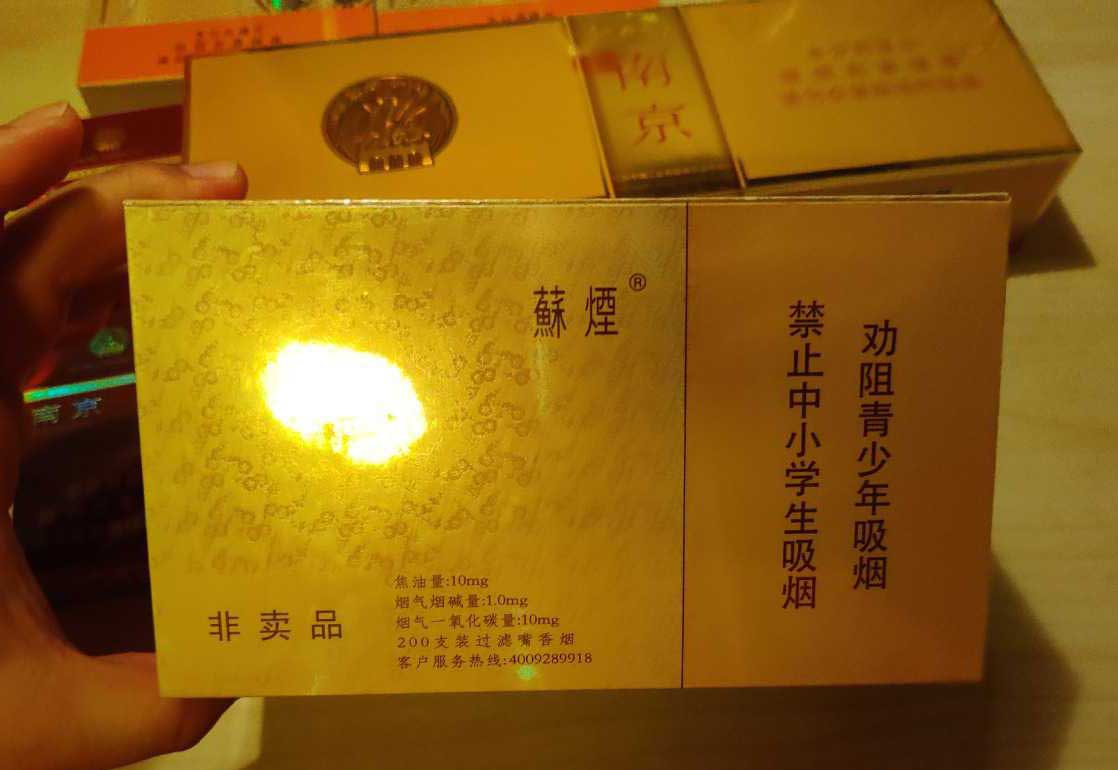 南京
蘇煙®
劝阻青少年吸烟
禁止中小学生吸烟
南京
焦油量:10mg
烟气烟碱量:1.0mg
烟气一氧化碳量:10mg
200支装过滤嘴香烟
客户服务热线:4009289918
非卖品